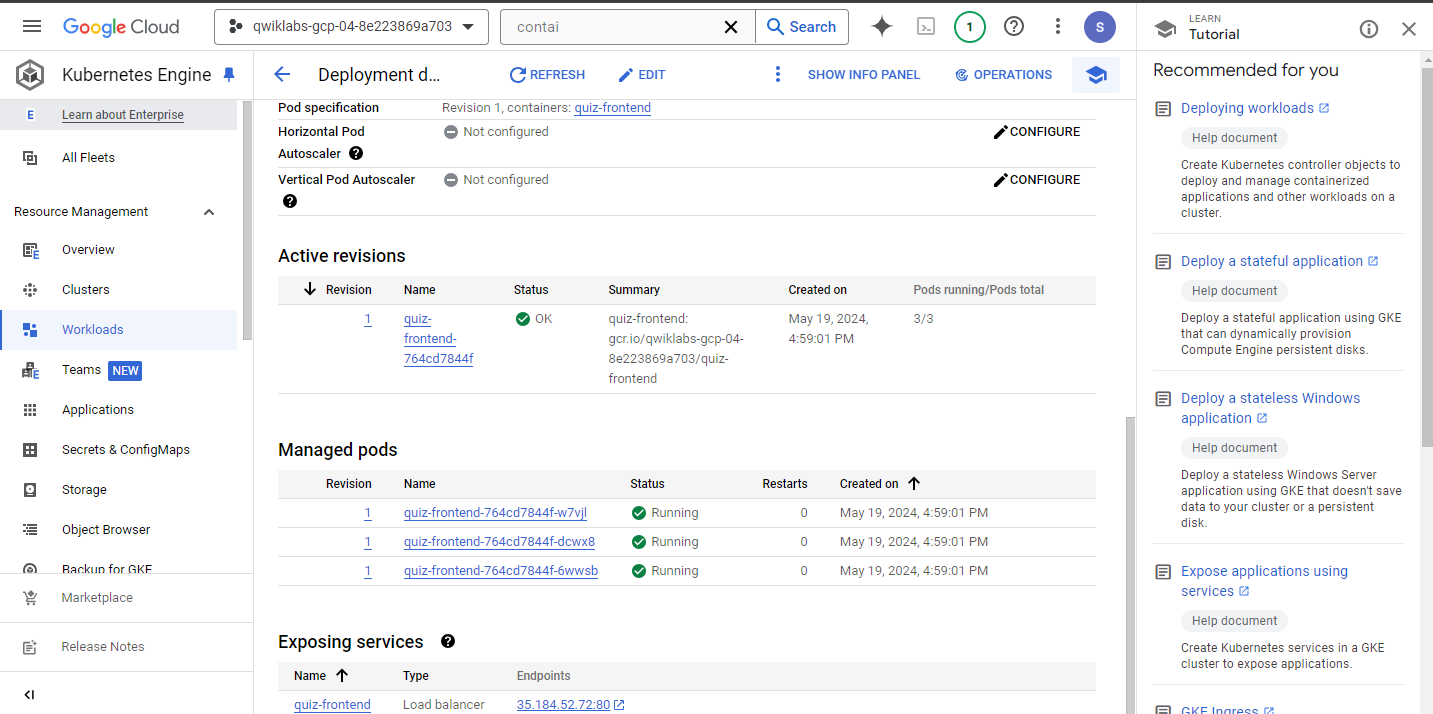 Google Cloud
qwiklabs-gcp-04-8e223869a703
contai
Search
1
S
LEARN
Tutorial
Kubernetes Engine
Deployment d...
REFRESH
EDIT
SHOW INFO PANEL
OPERATIONS
E
Learn about Enterprise
All Fleets
Resource Management
Overview
Clusters
Workloads
Teams NEW
Applications
Secrets & ConfigMaps
Storage
Object Browser
Backup for GKE
Marketplace
Release Notes
Pod specification
Revision 1, containers: quiz-frontend
Horizontal Pod
Autoscaler
Not configured
CONFIGURE
Vertical Pod Autoscaler
Not configured
CONFIGURE
Active revisions
Revision Name Status Summary Created on Pods running/Pods total
1
quiz-
frontend-
764cd7844f
OK
quiz-frontend:
gcr.io/qwiklabs-gcp-04-
8e223869a703/quiz-
frontend
May 19, 2024,
4:59:01 PM
3/3
Managed pods
Revision Name Status Restarts Created on
1 quiz-frontend-764cd7844f-w7vjl Running 0 May 19, 2024, 4:59:01 PM
1 quiz-frontend-764cd7844f-dcwx8 Running 0 May 19, 2024, 4:59:01 PM
1 quiz-frontend-764cd7844f-6wwsb Running 0 May 19, 2024, 4:59:01 PM
Exposing services
Name Type Endpoints
quiz-frontend Load balancer 35.184.52.72:80
Recommended for you
Deploying workloads
Help document
Create Kubernetes controller objects to
deploy and manage containerized
applications and other workloads on a
cluster.
Deploy a stateful application
Help document
Deploy a stateful application using GKE
that can dynamically provision
Compute Engine persistent disks.
Deploy a stateless Windows
application
Help document
Deploy a stateless Windows Server
application using GKE that doesn't save
data to your cluster or a persistent
disk.
Expose applications using
services
Help document
Create Kubernetes services in a GKE
cluster to expose applications.
GKE Ingress